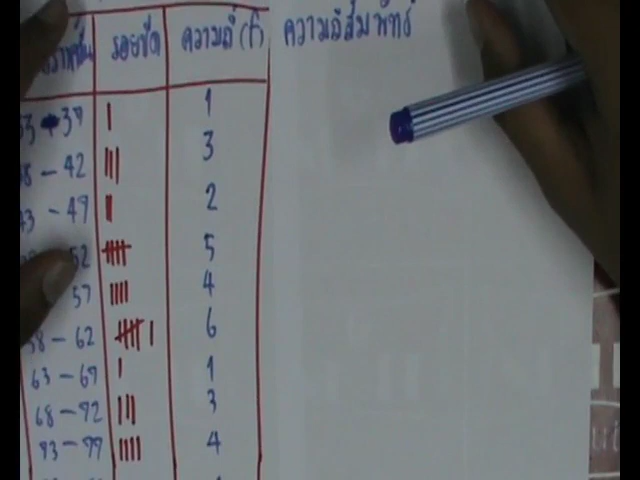 รอยขีด ความถี่ (f) ความถี่สัมพัทธ์
37 1
- 42 3
- 47 2
52 5
57 4
58 - 62 6
63 - 67 1
68 - 72 3
73 - 77 4